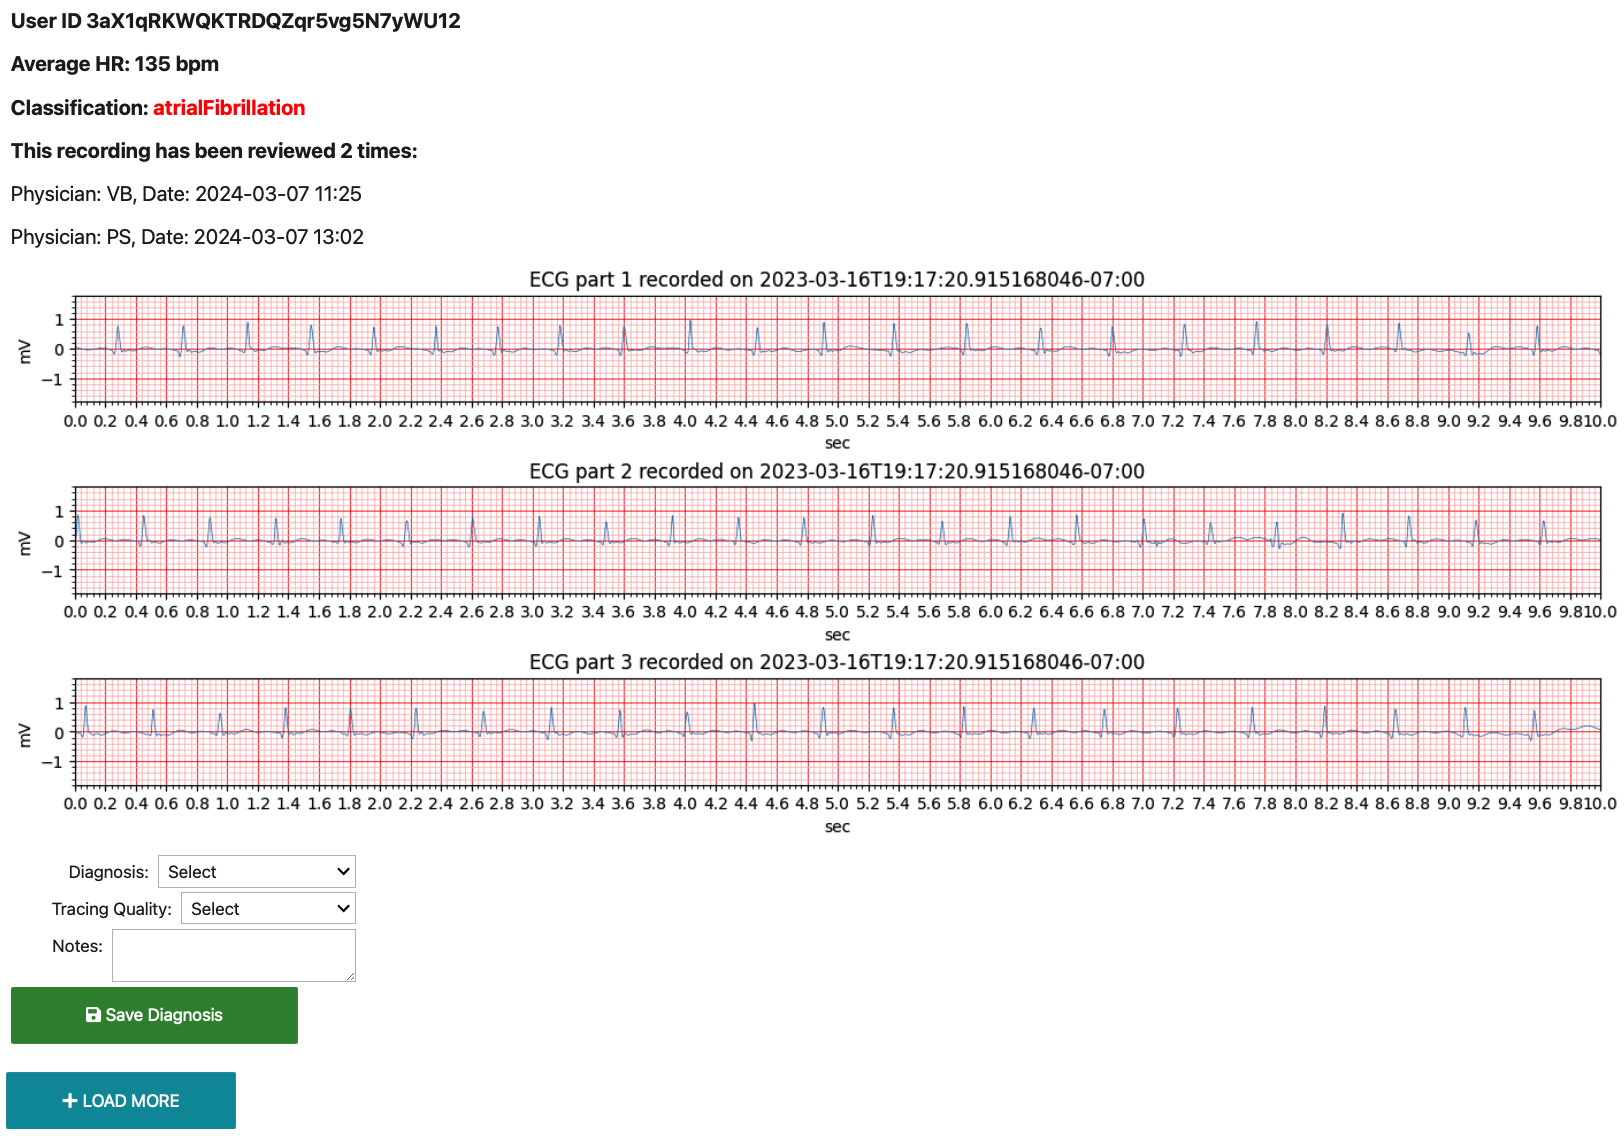 User ID 3aX1qRKWQKTRDQZqr5vg5N7yWU12
Average HR: 135 bpm
Classification: atrialFibrillation
This recording has been reviewed 2 times:
Physician: VB, Date: 2024-03-07 11:25
Physician: PS, Date: 2024-03-07 13:02
ECG part 1 recorded on 2023-03-16T19:17:20.915168046-07:00
1
mV
0
−1
0.0 0.2 0.4 0.6 0.8 1.0 1.2 1.4 1.6 1.8 2.0 2.2 2.4 2.6 2.8 3.0 3.2 3.4 3.6 3.8 4.0 4.2 4.4 4.6 4.8 5.0 5.2 5.4 5.6 5.8 6.0 6.2 6.4 6.6 6.8 7.0 7.2 7.4 7.6 7.8 8.0 8.2 8.4 8.6 8.8 9.0 9.2 9.4 9.6 9.8 10.0
sec
ECG part 2 recorded on 2023-03-16T19:17:20.915168046-07:00
1
mV
0
−1
0.0 0.2 0.4 0.6 0.8 1.0 1.2 1.4 1.6 1.8 2.0 2.2 2.4 2.6 2.8 3.0 3.2 3.4 3.6 3.8 4.0 4.2 4.4 4.6 4.8 5.0 5.2 5.4 5.6 5.8 6.0 6.2 6.4 6.6 6.8 7.0 7.2 7.4 7.6 7.8 8.0 8.2 8.4 8.6 8.8 9.0 9.2 9.4 9.6 9.8 10.0
sec
ECG part 3 recorded on 2023-03-16T19:17:20.915168046-07:00
1
mV
0
−1
0.0 0.2 0.4 0.6 0.8 1.0 1.2 1.4 1.6 1.8 2.0 2.2 2.4 2.6 2.8 3.0 3.2 3.4 3.6 3.8 4.0 4.2 4.4 4.6 4.8 5.0 5.2 5.4 5.6 5.8 6.0 6.2 6.4 6.6 6.8 7.0 7.2 7.4 7.6 7.8 8.0 8.2 8.4 8.6 8.8 9.0 9.2 9.4 9.6 9.8 10.0
sec
Diagnosis: Select
Tracing Quality: Select
Notes:
Save Diagnosis
LOAD MORE